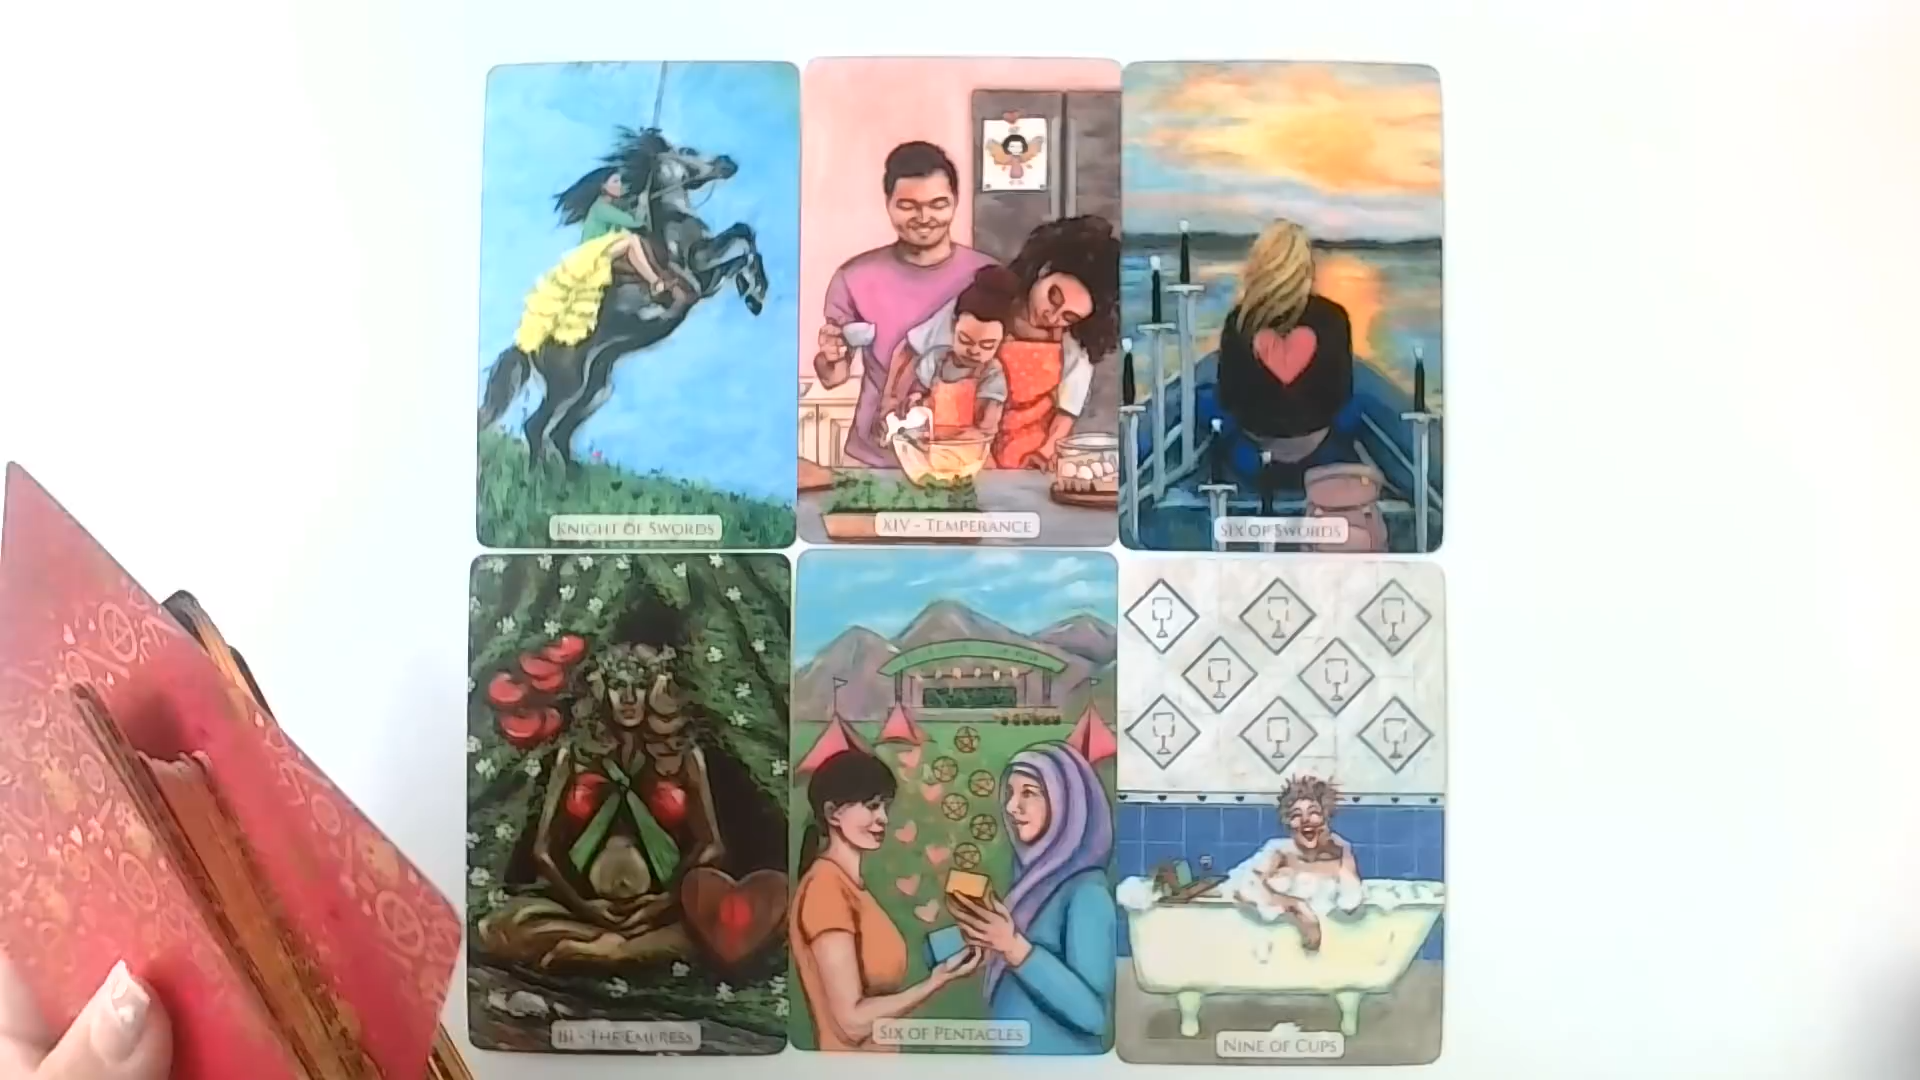 Knight of Swords
XIV - Temperance
Six of Swords
III - The Empress
Six of Pentacles
Nine of Cups